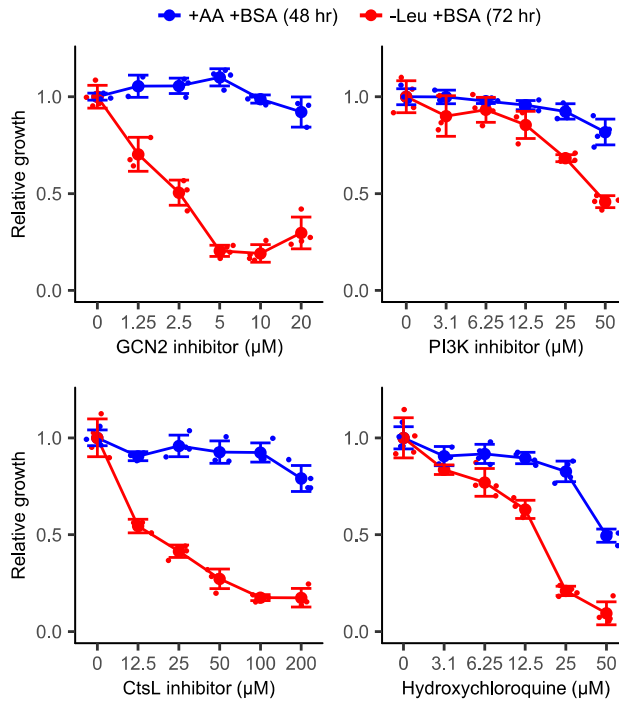 +AA +BSA (48 hr) -Leu +BSA (72 hr)
Relative growth
1.0
0.5
0.0
0 1.25 2.5 5 10 20
GCN2 inhibitor (μM)
1.0
0.5
0.0
0 3.1 6.25 12.5 25 50
PI3K inhibitor (μM)
Relative growth
1.0
0.5
0.0
0 12.5 25 50 100 200
CtsL inhibitor (μM)
1.0
0.5
0.0
0 3.1 6.25 12.5 25 50
Hydroxychloroquine (μM)